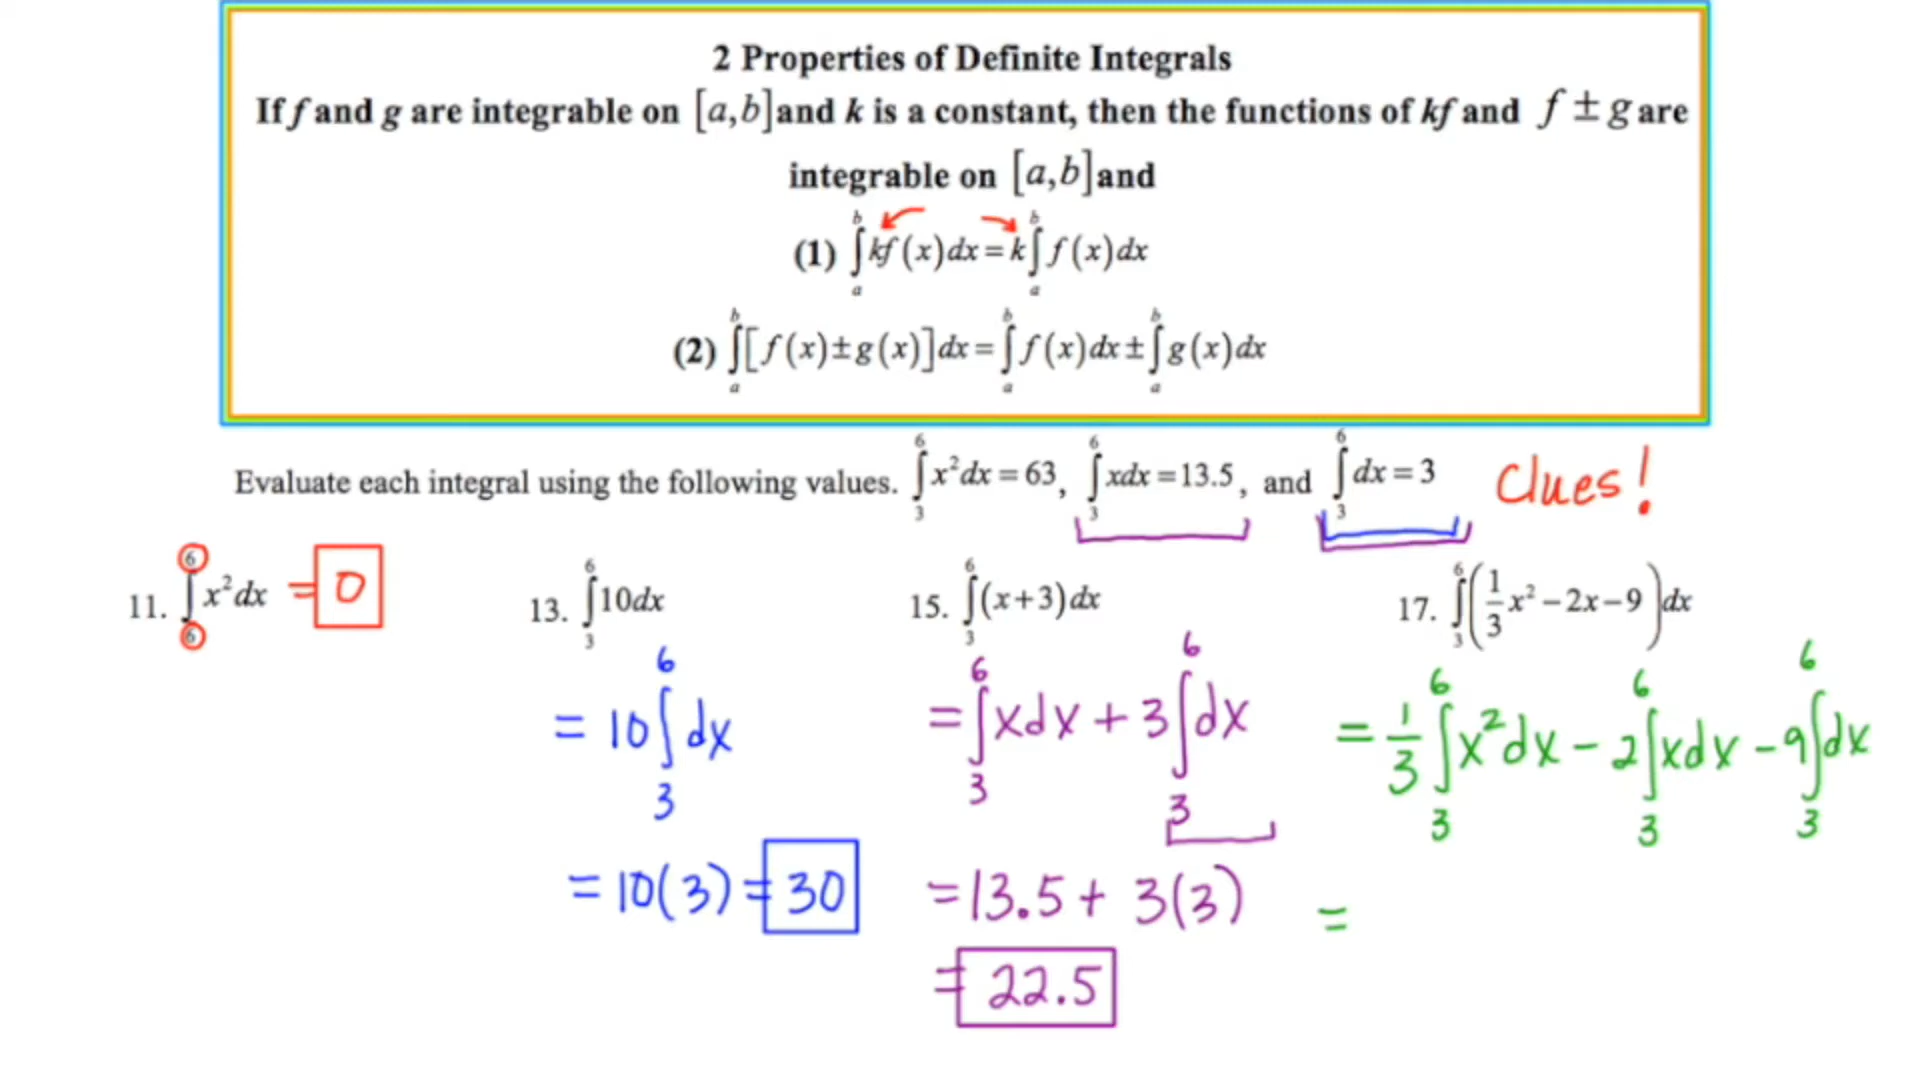 2 Properties of Definite Integrals
If f and g are integrable on [a,b] and k is a constant, then the functions of kf and f ± g are
integrable on [a,b] and
(1) ∫_a^b kf(x)dx = k∫_a^b f(x)dx
(2) ∫_a^b [f(x)±g(x)]dx = ∫_a^b f(x)dx ± ∫_a^b g(x)dx
Evaluate each integral using the following values. ∫_3^6 x²dx = 63, ∫_3^6 xdx = 13.5, and ∫_3^6 dx = 3 Clues!
11. ∫_6^6 x²dx = 0
13. ∫_3^6 10dx
= 10∫_3^6 dx
= 10(3) = 30
15. ∫_3^6 (x+3)dx
= ∫_3^6 xdx + 3∫_3^6 dx
= 13.5 + 3(3)
= 22.5
17. ∫_3^6 (1/3 x² − 2x − 9)dx
= 1/3 ∫_3^6 x²dx − 2∫_3^6 xdx − 9∫_3^6 dx
=